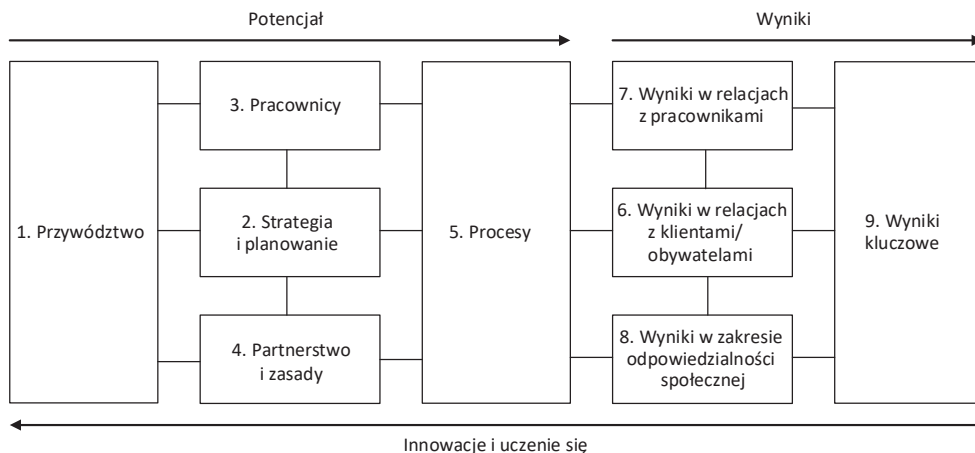 Potencjał
Wyniki
1. Przywództwo
3. Pracownicy
2. Strategia
i planowanie
4. Partnerstwo
i zasady
5. Procesy
7. Wyniki w relacjach
z pracownikami
6. Wyniki w relacjach
z klientami/
obywatelami
8. Wyniki w zakresie
odpowiedzialności
społecznej
9. Wyniki
kluczowe
Innowacje i uczenie się